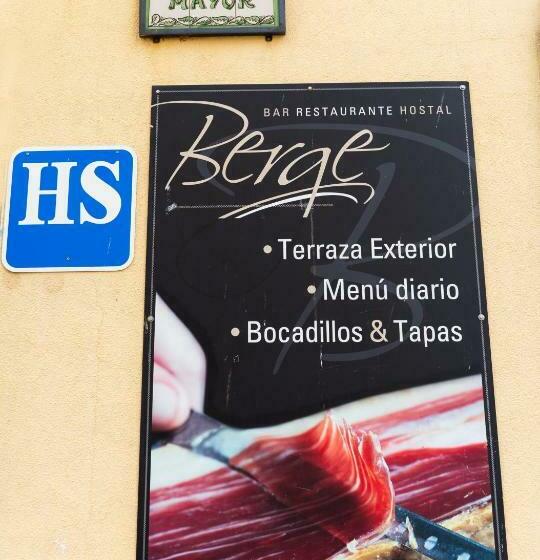 MAYOR
HS
BAR RESTAURANTE HOSTAL
Berge
• Terraza Exterior
• Menú diario
• Bocadillos & Tapas